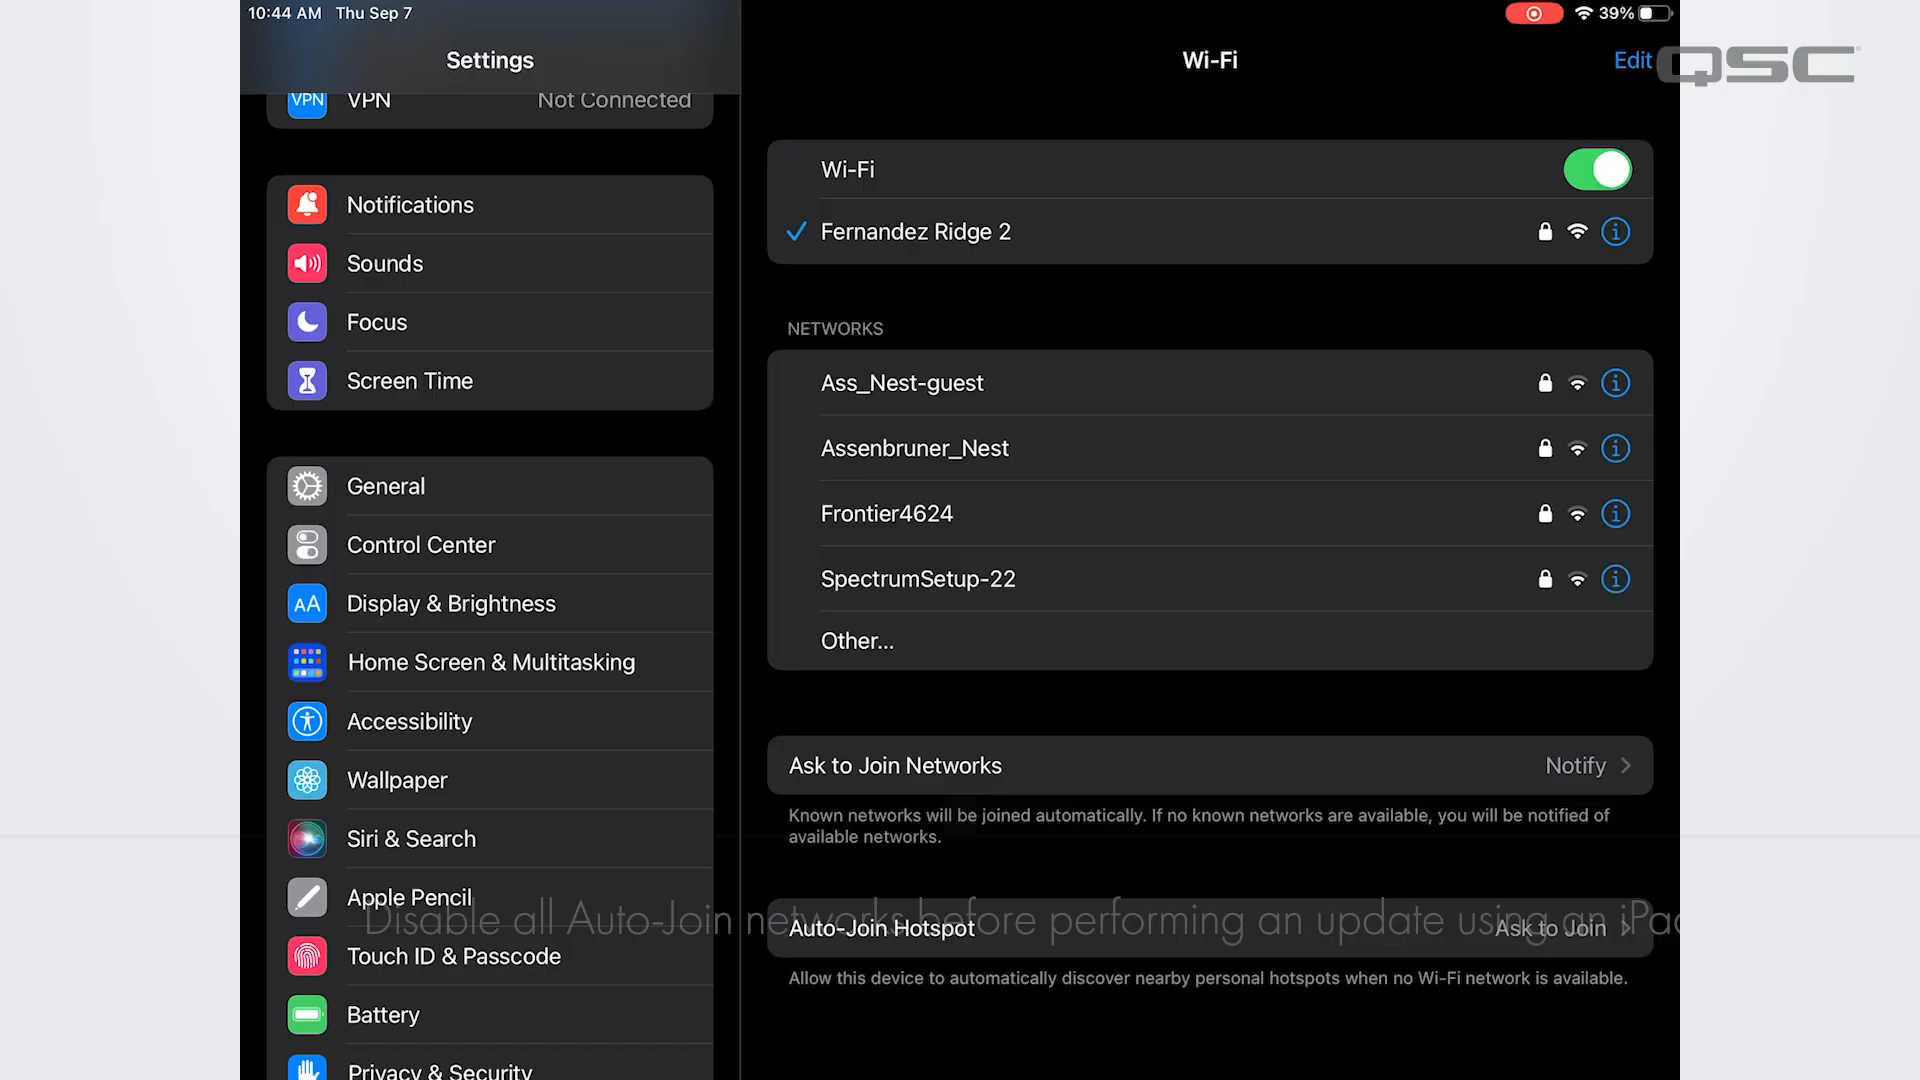 10:44 AM Thu Sep 7
39%
Settings
Wi-Fi
Edit
QSC
VPN VPN Not Connected
Notifications
Sounds
Focus
Screen Time
General
Control Center
AA Display & Brightness
Home Screen & Multitasking
Accessibility
Wallpaper
Siri & Search
Apple Pencil
Touch ID & Passcode
Battery
Privacy & Security
Wi-Fi
Fernandez Ridge 2
NETWORKS
Ass_Nest-guest
Assenbruner_Nest
Frontier4624
SpectrumSetup-22
Other...
Ask to Join Networks Notify
Known networks will be joined automatically. If no known networks are available, you will be notified of
available networks.
Auto-Join Hotspot Ask to Join
Allow this device to automatically discover nearby personal hotspots when no Wi-Fi network is available.
Disable all Auto-Join networks before performing an update using an iPad